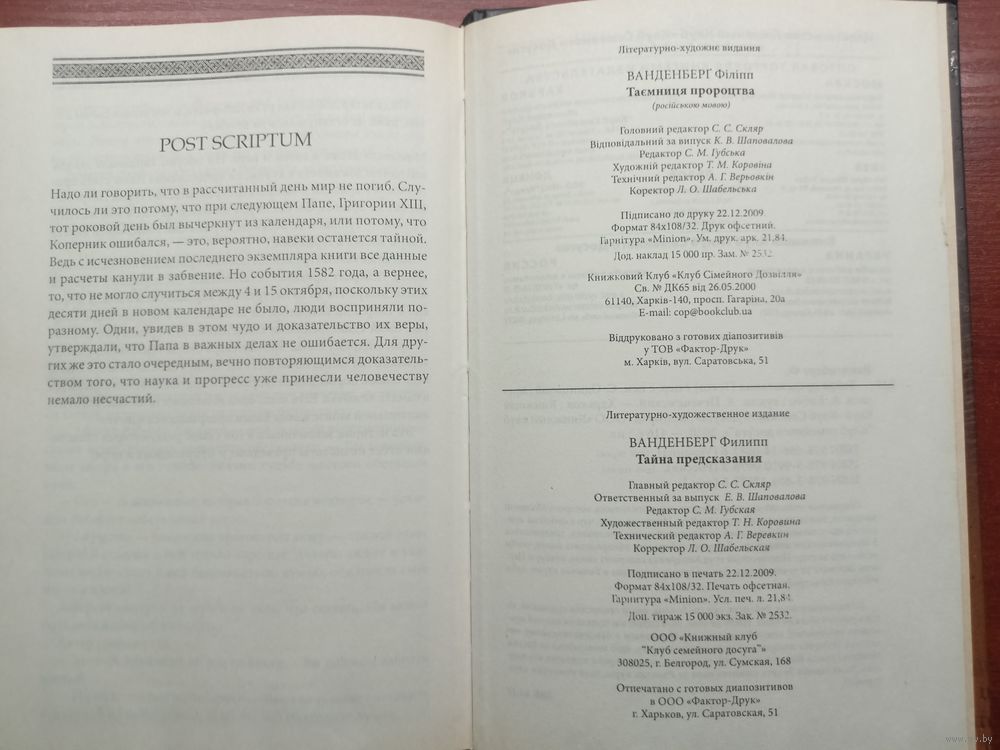 POST SCRIPTUM
Надо ли говорить, что в рассчитанный день мир не погиб. Слу-
чилось ли это потому, что при следующем Папе, Григории XIII,
тот роковой день был вычеркнут из календаря, или потому, что
Коперник ошибался, — это, вероятно, навеки останется тайной.
Ведь с исчезновением последнего экземпляра книги все данные
и расчеты канули в забвение. Но события 1582 года, а вернее,
то, что не могло случиться между 4 и 15 октября, поскольку этих
десяти дней в новом календаре не было, люди восприняли по-
разному. Одни, увидев в этом чудо и доказательство их веры,
утверждали, что Папа в важных делах не ошибается. Для дру-
гих же это стало очередным, вечно повторяющимся доказатель-
ством того, что наука и прогресс уже принесли человечеству
немало несчастий.
Літературно-художнє видання
ВАНДЕНБЕРҐ Філіпп
Таємниця пророцтва
(російською мовою)
Головний редактор С. С. Скляр
Відповідальний за випуск К. В. Шаповалова
Редактор С. М. Губська
Художній редактор Т. М. Коровіна
Технічний редактор А. Г. Верьовкін
Коректор Л. О. Шабельська
Підписано до друку 22.12.2009.
Формат 84х108/32. Друк офсетний.
Гарнітура «Minion». Ум. друк. арк. 21,84.
Дод. наклад 15 000 пр. Зам. № 2532.
Книжковий Клуб «Клуб Сімейного Дозвілля»
Св. № ДК65 від 26.05.2000
61140, Харків-140, просп. Гагаріна, 20а
E-mail: cop@bookclub.ua
Віддруковано з готових діапозитивів
у ТОВ «Фактор-Друк»
м. Харків, вул. Саратовська, 51
Литературно-художественное издание
ВАНДЕНБЕРГ Филипп
Тайна предсказания
Главный редактор С. С. Скляр
Ответственный за выпуск Е. В. Шаповалова
Редактор С. М. Губская
Художественный редактор Т. Н. Коровина
Технический редактор А. Г. Веревкин
Корректор Л. О. Шабельская
Подписано в печать 22.12.2009.
Формат 84х108/32. Печать офсетная.
Гарнитура «Minion». Усл. печ. л. 21,84.
Доп. тираж 15 000 экз. Зак. № 2532.
ООО «Книжный клуб
"Клуб семейного досуга"»
308025, г. Белгород, ул. Сумская, 168
Отпечатано с готовых диапозитивов
в ООО «Фактор-Друк»
г. Харьков, ул. Саратовская, 51